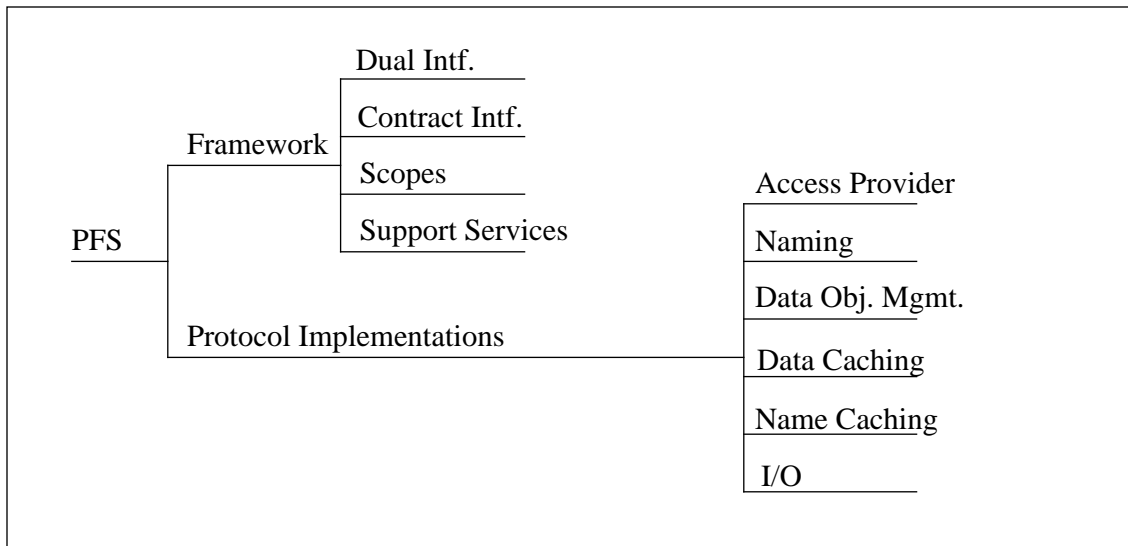 PFS
Framework
Dual Intf.
Contract Intf.
Scopes
Support Services
Protocol Implementations
Access Provider
Naming
Data Obj. Mgmt.
Data Caching
Name Caching
I/O